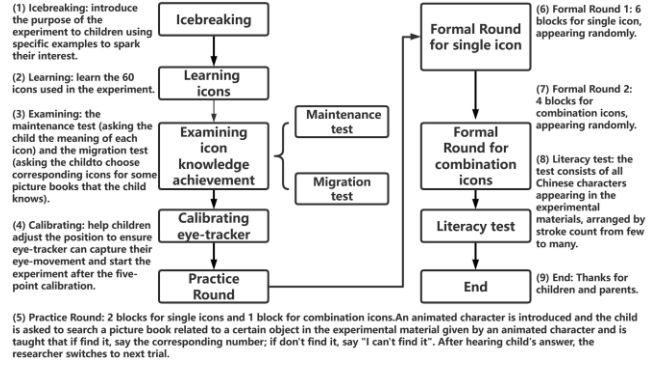 (1) Icebreaking: introduce
the purpose of the
experiment to children using
specific examples to spark
their interest.
(2) Learning: learn the 60
icons used in the experiment.
(3) Examining: the
maintenance test (asking the
child the meaning of each
icon) and the migration test
(asking the childto choose
corresponding icons for some
picture books that the child
knows).
(4) Calibrating: help children
adjust the position to ensure
eye-tracker can capture their
eye-movement and start the
experiment after the five-
point calibration.
Icebreaking
Learning
icons
Examining
icon
knowledge
achievement
Maintenance
test
Migration
test
Calibrating
eye-tracker
Practice
Round
Formal Round
for single icon
Formal
Round for
combination
icons
Literacy test
End
(6) Formal Round 1: 6
blocks for single icon,
appearing randomly.
(7) Formal Round 2:
4 blocks for
combination icons,
appearing randomly.
(8) Literacy test: the
test consists of all
Chinese characters
appearing in the
experimental
materials, arranged by
stroke count from few
to many.
(9) End: Thanks for
children and parents.
(5) Practice Round: 2 blocks for single icons and 1 block for combination icons.An animated character is introduced and the child
is asked to search a picture book related to a certain object in the experimental material given by an animated character and is
taught that if find it, say the corresponding number; if don't find it, say "I can't find it". After hearing child's answer, the
researcher switches to next trial.